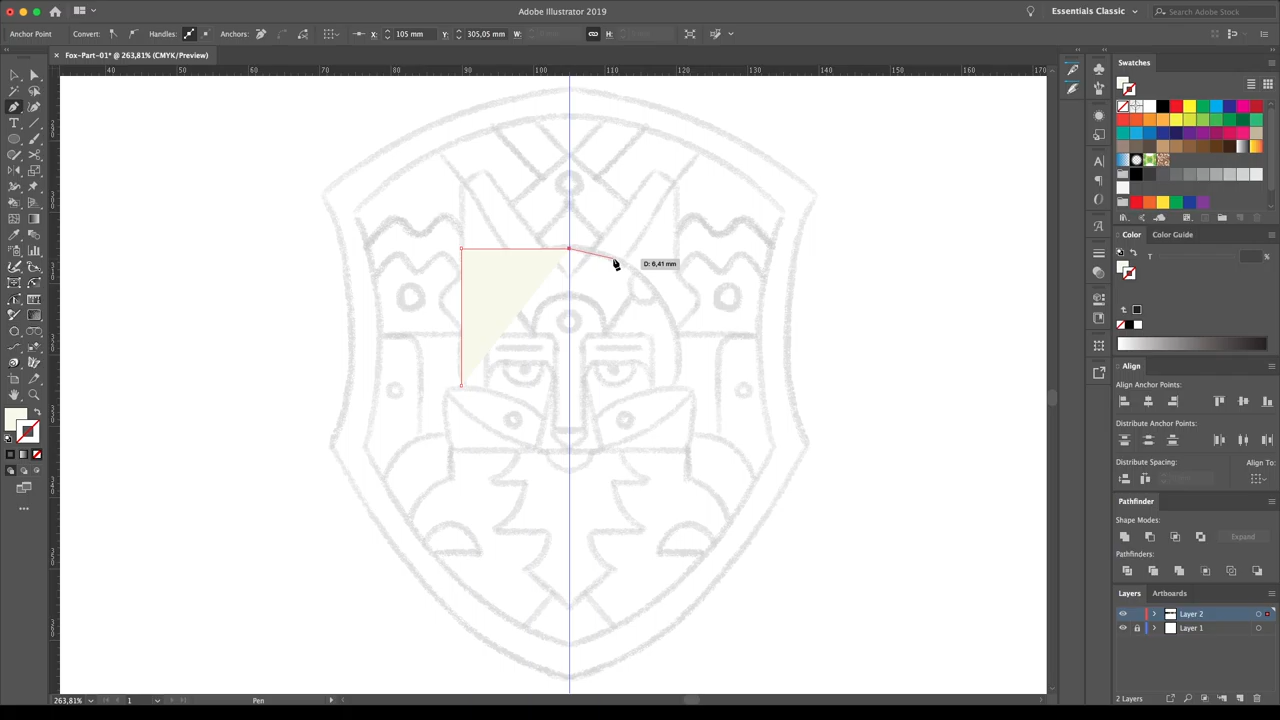 Adobe Illustrator 2019
Essentials Classic
Search Adobe Stock
Anchor Point
Convert:
Handles:
Anchors:
X:
105 mm
Y:
305,05 mm
W:
H:
× Fox-Part-01* @ 263,81% (CMYK/Preview)
40 50 60 70 80 90 100 110 120 130 140 150 160 170
D: 6,41 mm
Swatches
Color
Color Guide
T
%
Align
Align Anchor Points:
Distribute Anchor Points:
Distribute Spacing:
Align To:
Pathfinder
Shape Modes:
Expand
Pathfinders:
Layers
Artboards
Layer 2
Layer 1
2 Layers
263,81%
1
Pen